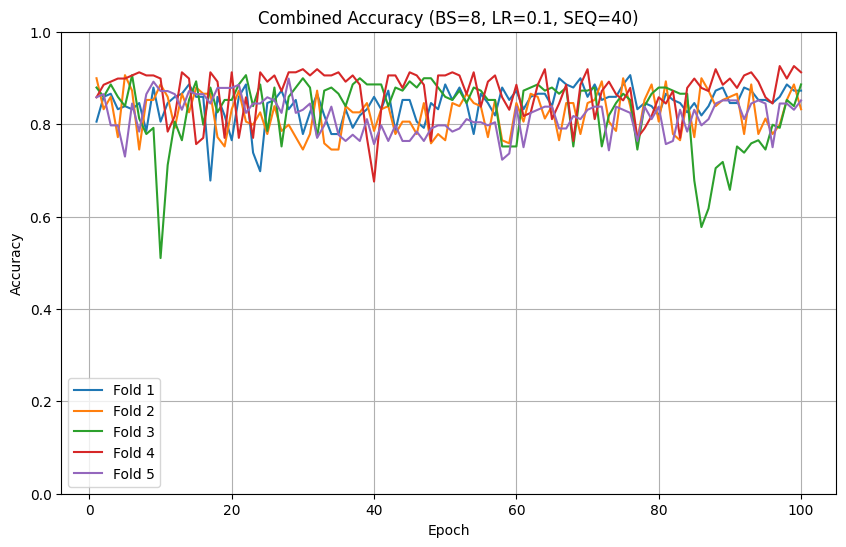 Combined Accuracy (BS=8, LR=0.1, SEQ=40)
1.0
0.8
0.6
0.4
0.2
0.0
Accuracy
Fold 1
Fold 2
Fold 3
Fold 4
Fold 5
0 20 40 60 80 100
Epoch